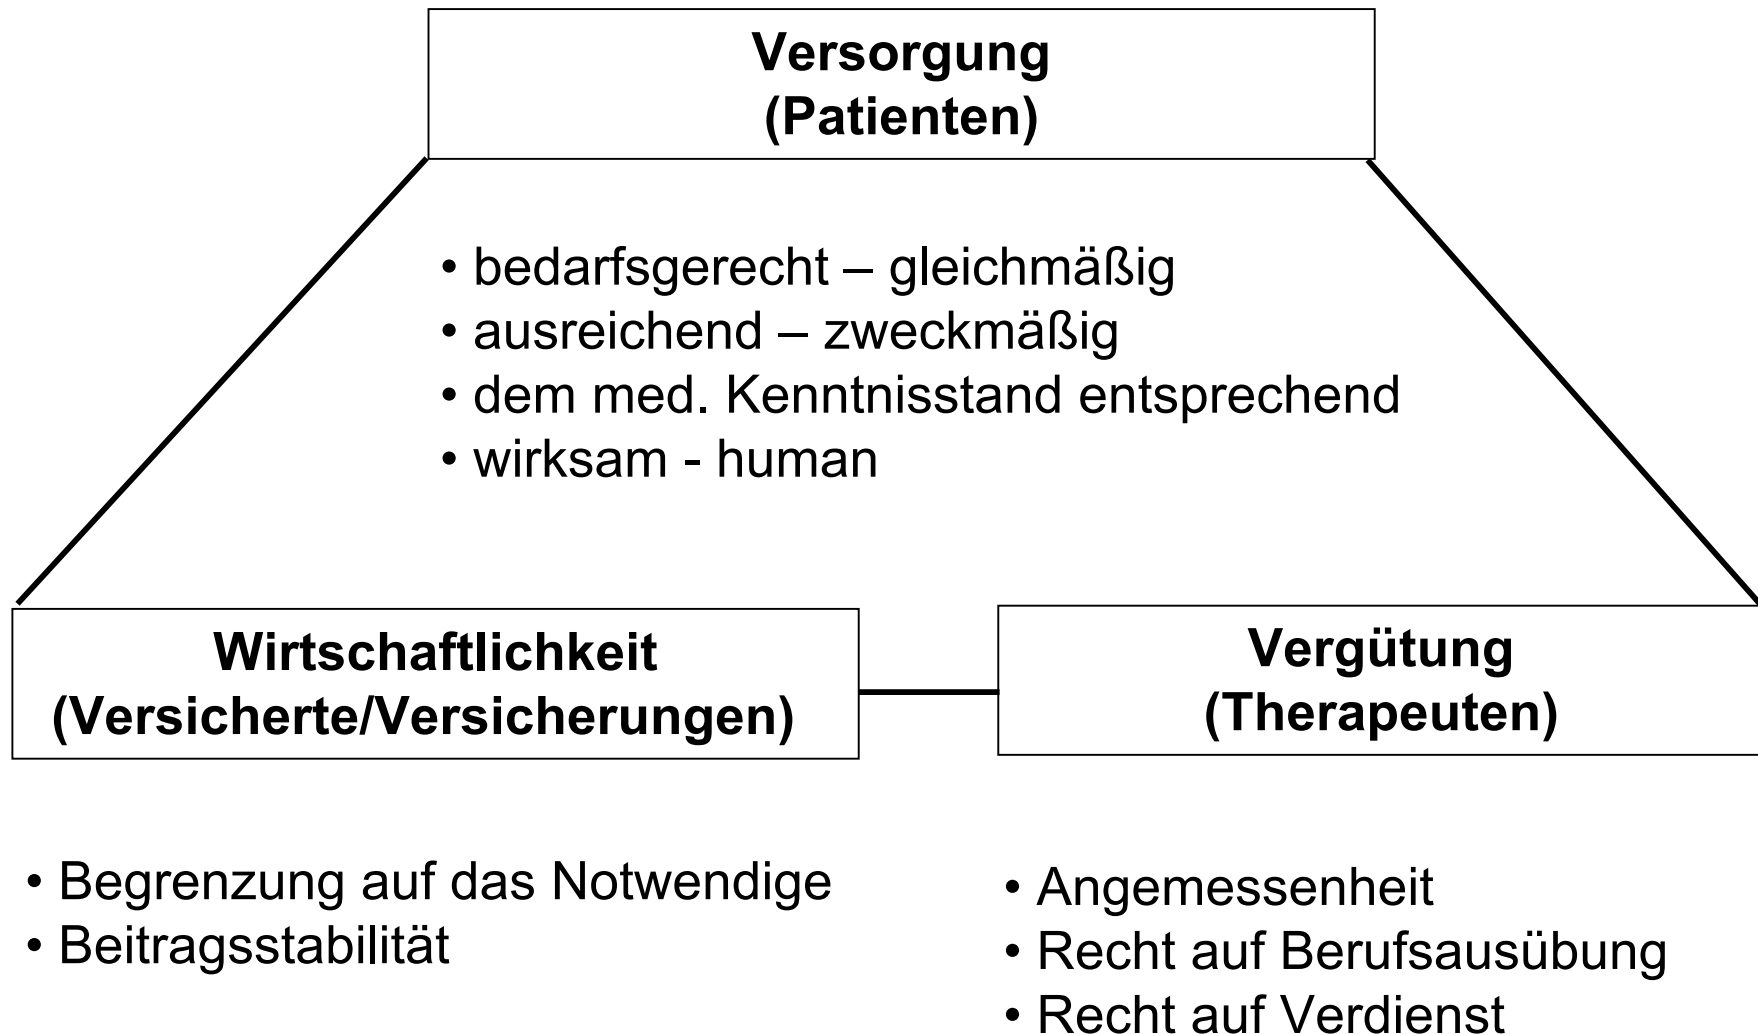 Versorgung
(Patienten)
• bedarfsgerecht – gleichmäßig
• ausreichend – zweckmäßig
• dem med. Kenntnisstand entsprechend
• wirksam - human
Wirtschaftlichkeit
(Versicherte/Versicherungen)
Vergütung
(Therapeuten)
• Begrenzung auf das Notwendige
• Beitragsstabilität
• Angemessenheit
• Recht auf Berufsausübung
• Recht auf Verdienst